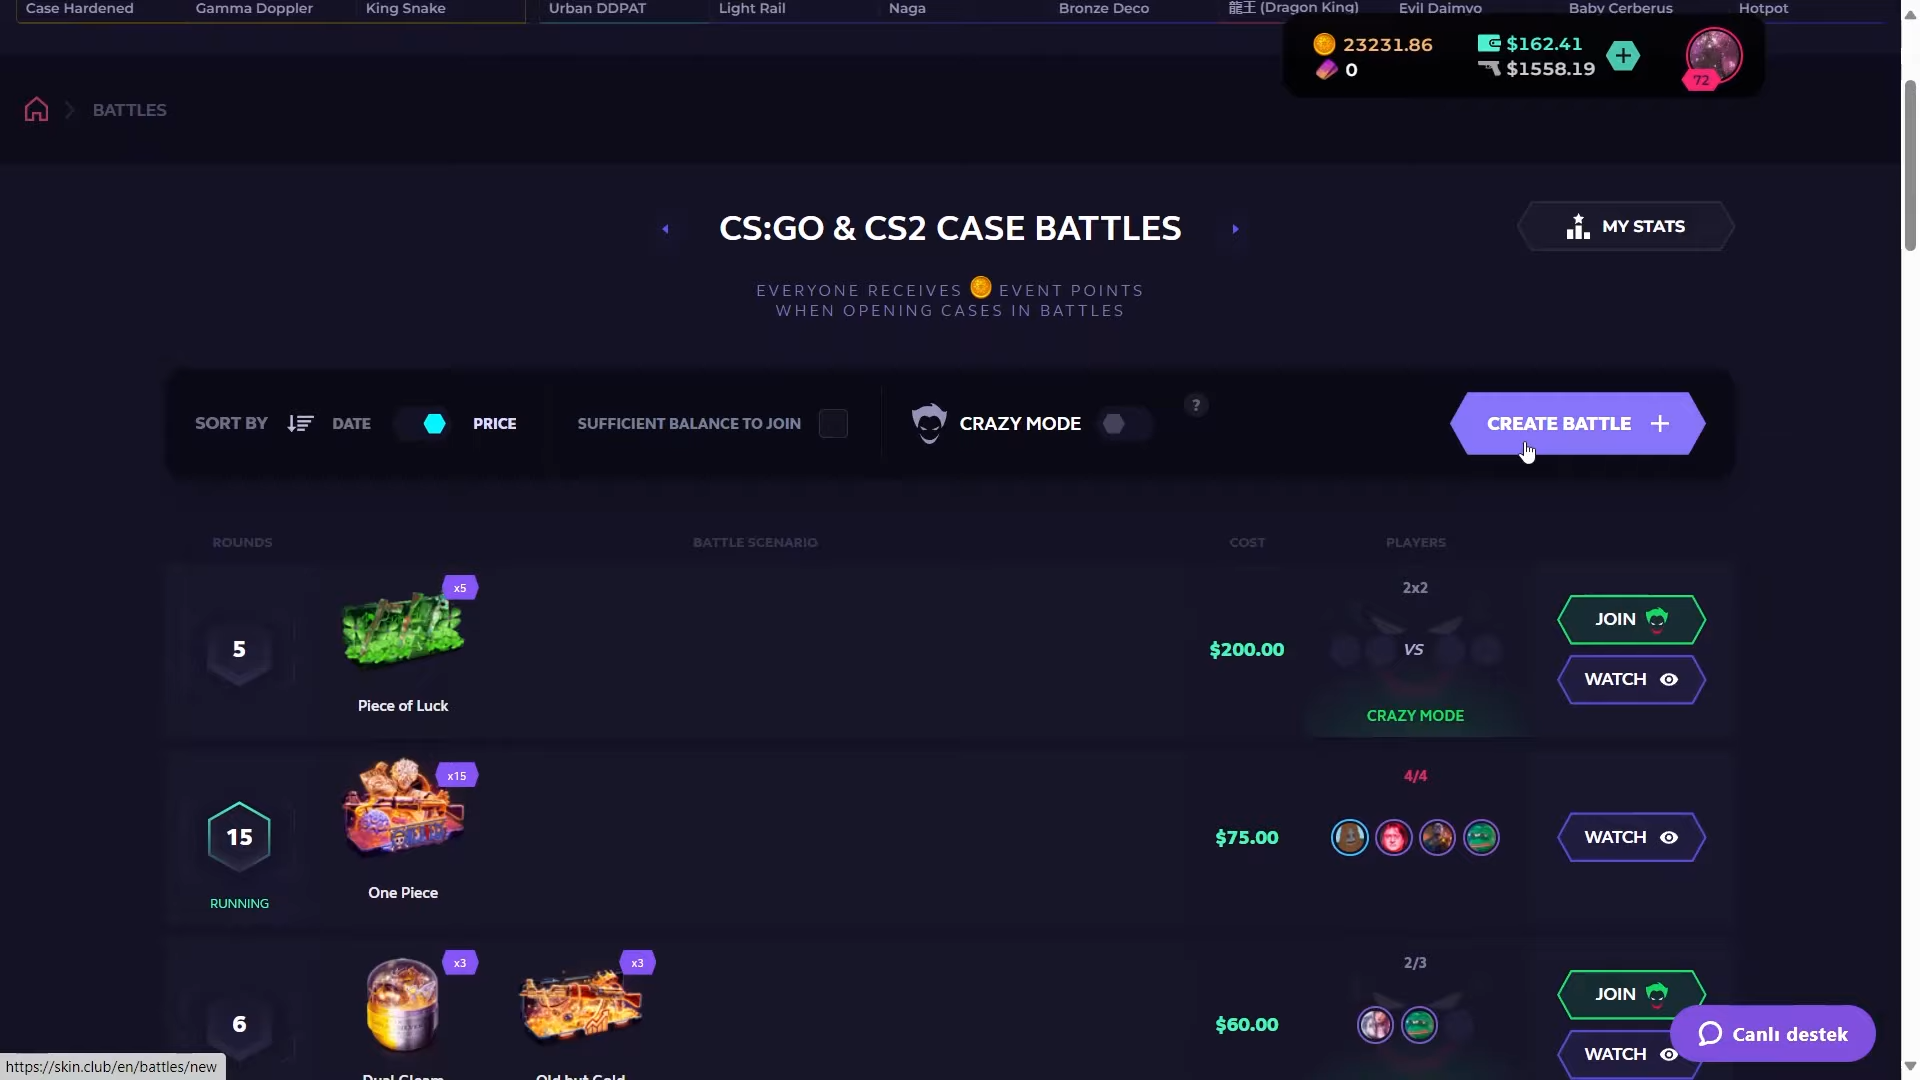 Case Hardened Gamma Doppler King Snake Urban DDPAT Light Rail Naga Bronze Deco 龍王 (Dragon King) Evil Daimyo Baby Cerberus Hotpot
23231.86 $162.41
0 $1558.19
72
BATTLES
CS:GO & CS2 CASE BATTLES
MY STATS
EVERYONE RECEIVES EVENT POINTS
WHEN OPENING CASES IN BATTLES
SORT BY DATE PRICE SUFFICIENT BALANCE TO JOIN CRAZY MODE ? CREATE BATTLE +
ROUNDS BATTLE SCENARIO COST PLAYERS
x5
2x2
JOIN
5
$200.00
VS
WATCH
Piece of Luck
CRAZY MODE
x15
4/4
15
$75.00
WATCH
One Piece
RUNNING
x3
x3
2/3
JOIN
6
$60.00
Canlı destek
WATCH
https://skin.club/en/battles/new
Dual Gleam
Old but Gold